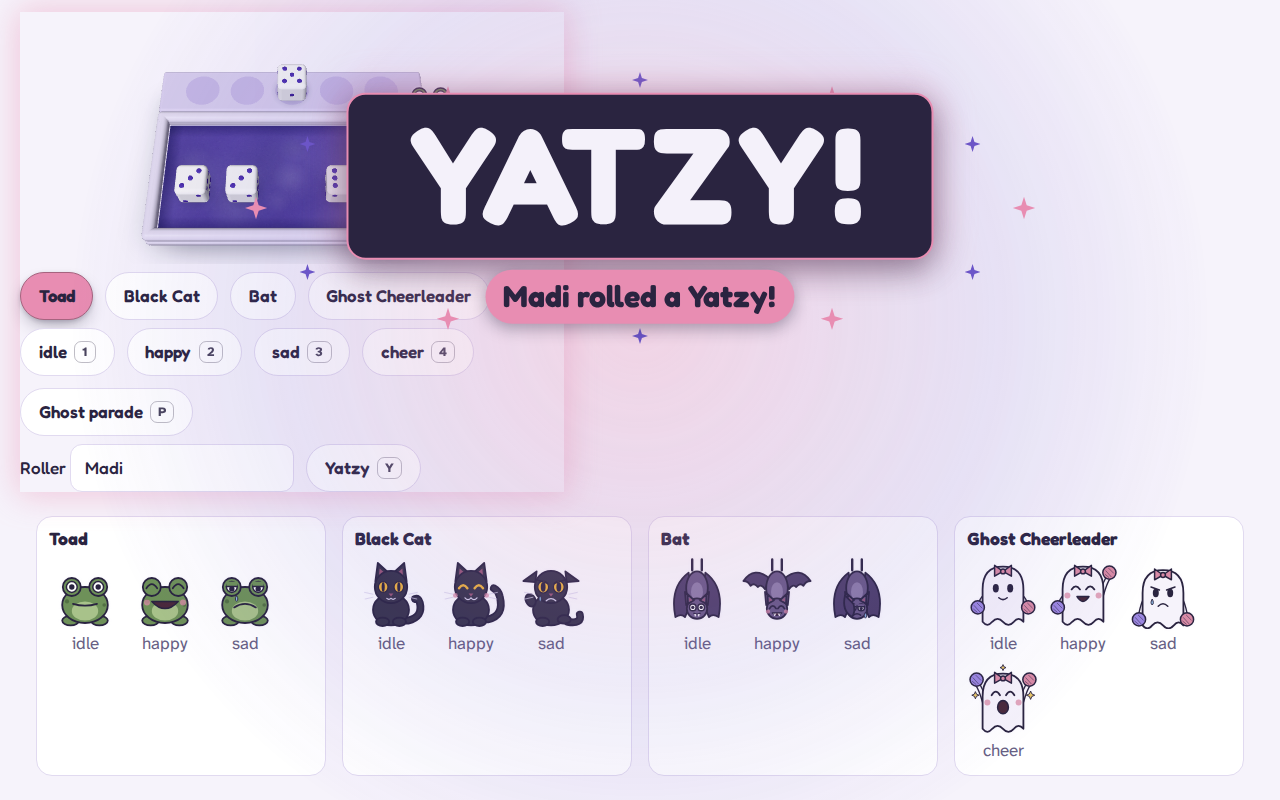 YATZY!
Madi rolled a Yatzy!
Toad Black Cat Bat Ghost Cheerleader
idle 1 happy 2 sad 3 cheer 4
Ghost parade P
Roller Madi Yatzy Y
Toad
idle happy sad
Black Cat
idle happy sad
Bat
idle happy sad
Ghost Cheerleader
idle happy sad
cheer